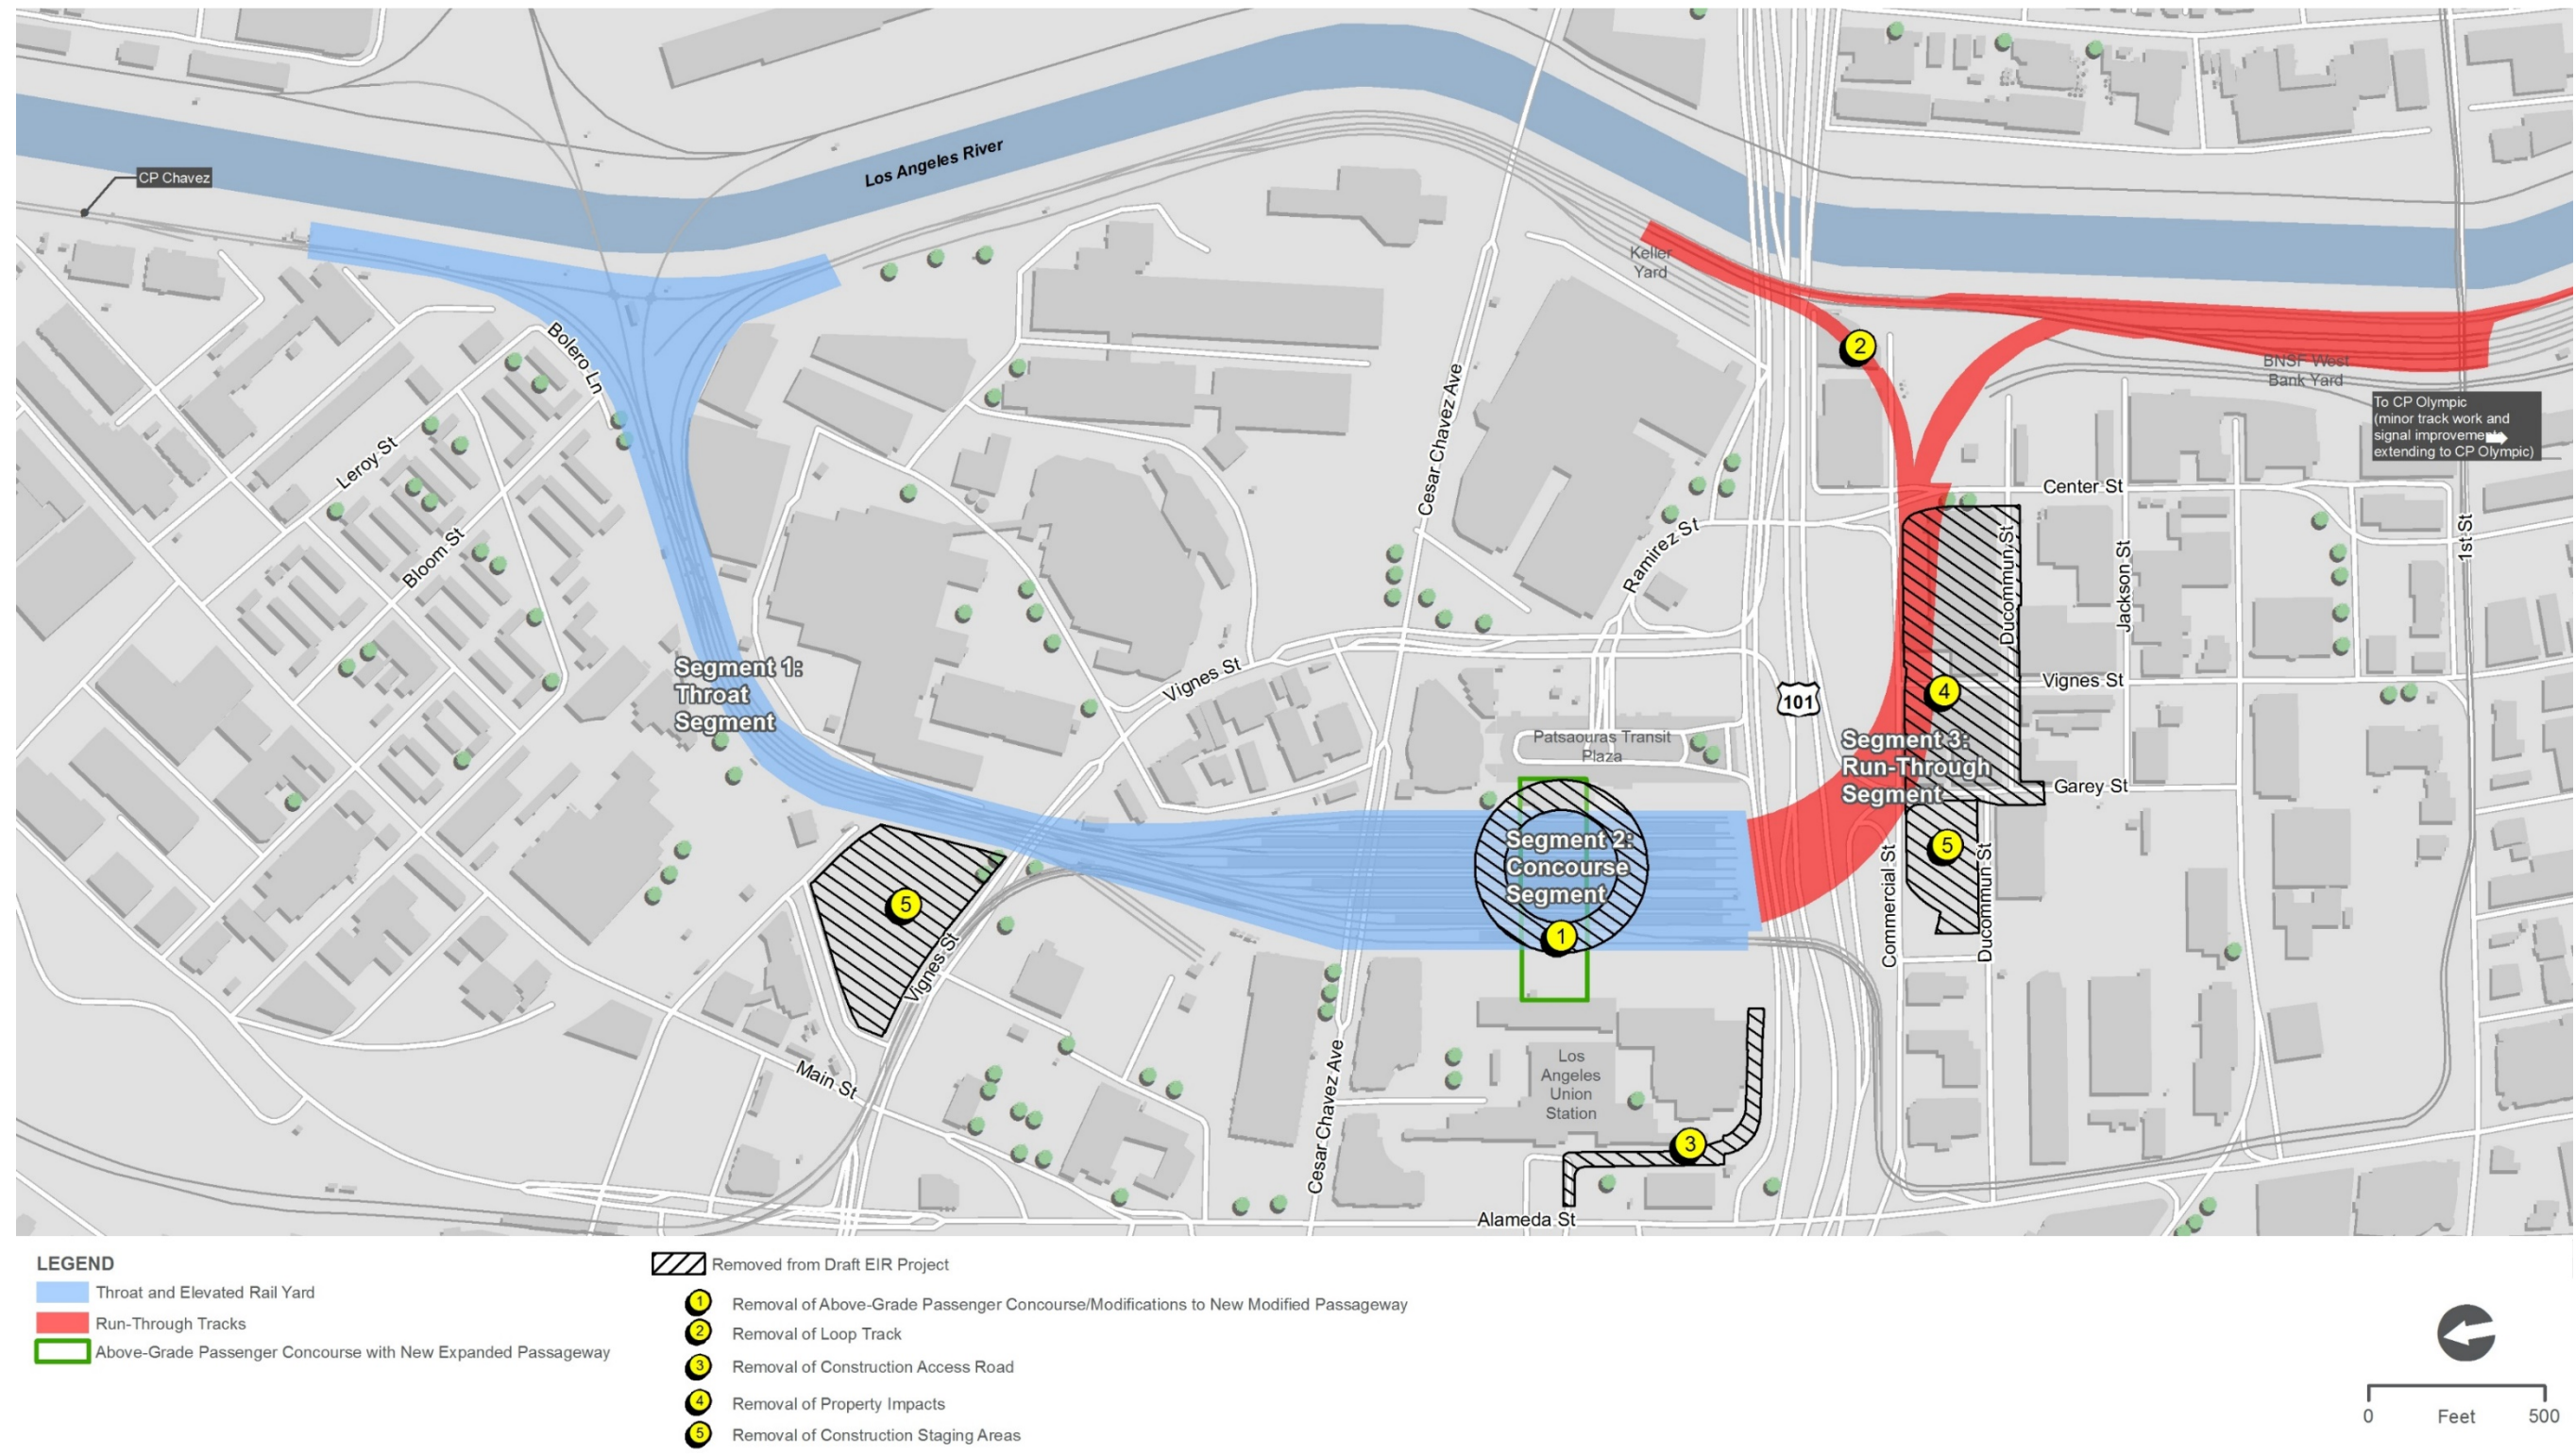 CP Chavez
Los Angeles River
Keller
Yard
2
BNSF West
Bank Yard
To CP Olympic
(minor track work and
signal improvements
extending to CP Olympic)
Bolero Ln
Leroy St
Bloom St
Cesar Chavez Ave
Ramirez St
Center St
Ducommun St
Jackson St
1st St
Segment 1:
Throat
Segment
Vignes St
101
4
Vignes St
Patsaouras Transit
Plaza
Segment 3:
Run-Through
Segment
Garey St
Segment 2:
Concourse
Segment
1
5
5
Commercial St
Ducommun St
Vignes St
Main St
Cesar Chavez Ave
Los
Angeles
Union
Station
3
Alameda St
LEGEND
Throat and Elevated Rail Yard
Run-Through Tracks
Above-Grade Passenger Concourse with New Expanded Passageway
Removed from Draft EIR Project
1 Removal of Above-Grade Passenger Concourse/Modifications to New Modified Passageway
2 Removal of Loop Track
3 Removal of Construction Access Road
4 Removal of Property Impacts
5 Removal of Construction Staging Areas
0 Feet 500